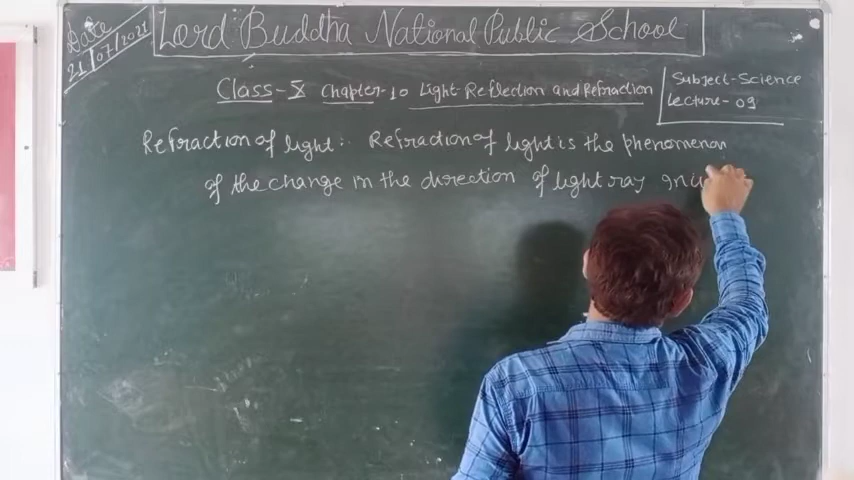 Date
21/07/2021
Lord Buddha National Public School
Class-X Chapter-10 Light-Reflection and Refraction
Subject-Science
Lecture-09
Refraction of light:- Refraction of light is the phenomenon
of the change in the direction of light ray